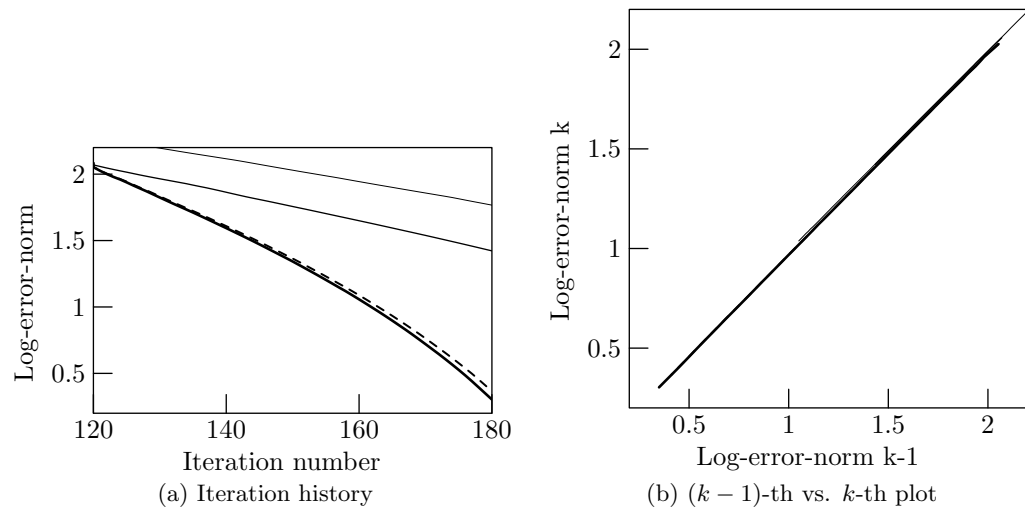 2
1.5
1
0.5
120
140
160
180
Log-error-norm
Iteration number
(a) Iteration history
2
1.5
1
0.5
0.5
1
1.5
2
Log-error-norm k
Log-error-norm k-1
(b) (k − 1)-th vs. k-th plot